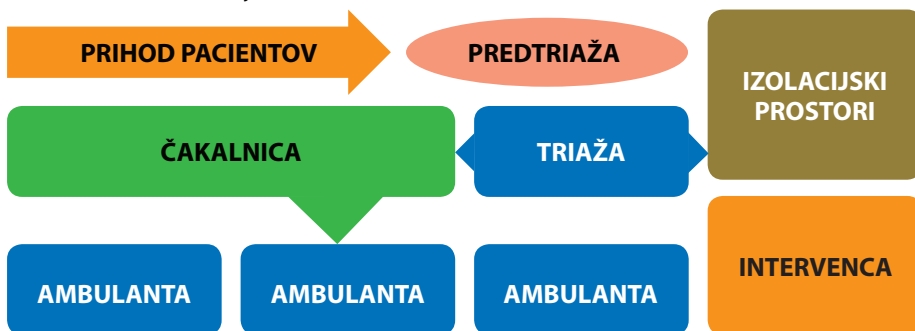 PRIHOD PACIENTOV
PREDTRIAŽA
IZOLACIJSKI
PROSTORI
ČAKALNICA
TRIAŽA
INTERVENCA
AMBULANTA
AMBULANTA
AMBULANTA